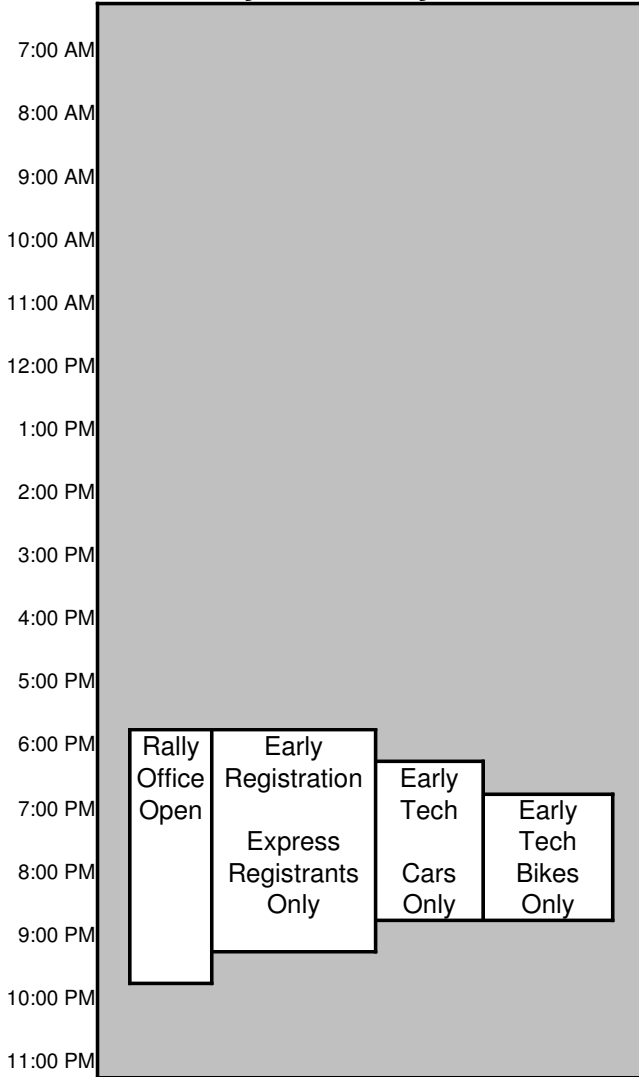 7:00 AM
8:00 AM
9:00 AM
10:00 AM
11:00 AM
12:00 PM
1:00 PM
2:00 PM
3:00 PM
4:00 PM
5:00 PM
6:00 PM
7:00 PM
8:00 PM
9:00 PM
10:00 PM
11:00 PM
Rally
Office
Open
Early
Registration
Express
Registrants
Only
Early
Tech
Cars
Only
Early
Tech
Bikes
Only